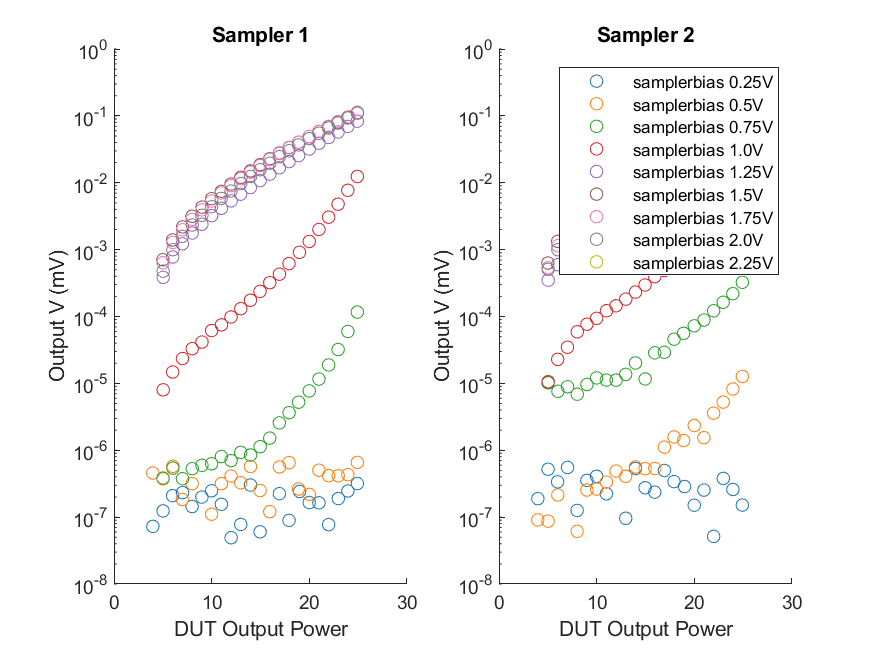 Sampler 1
10^0
10^-1
10^-2
10^-3
10^-4
10^-5
10^-6
10^-7
10^-8
Output V (mV)
0
10
20
30
DUT Output Power
Sampler 2
10^0
10^-1
10^-2
10^-3
10^-4
10^-5
10^-6
10^-7
10^-8
Output V (mV)
samplerbias 0.25V
samplerbias 0.5V
samplerbias 0.75V
samplerbias 1.0V
samplerbias 1.25V
samplerbias 1.5V
samplerbias 1.75V
samplerbias 2.0V
samplerbias 2.25V
0
10
20
30
DUT Output Power